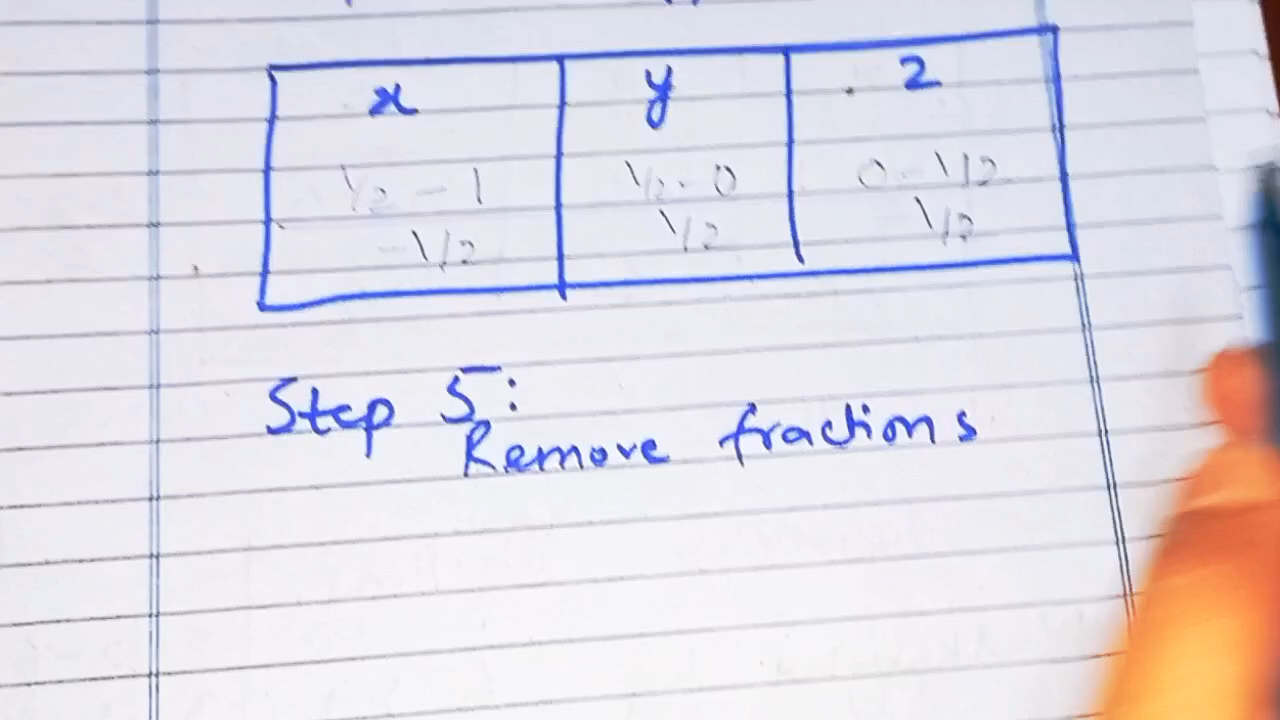 x y 2
1/2 - 1 1/2 - 0 0 - 1/2
- 1/2 1/2 1/2
Step 5:
Remove fractions